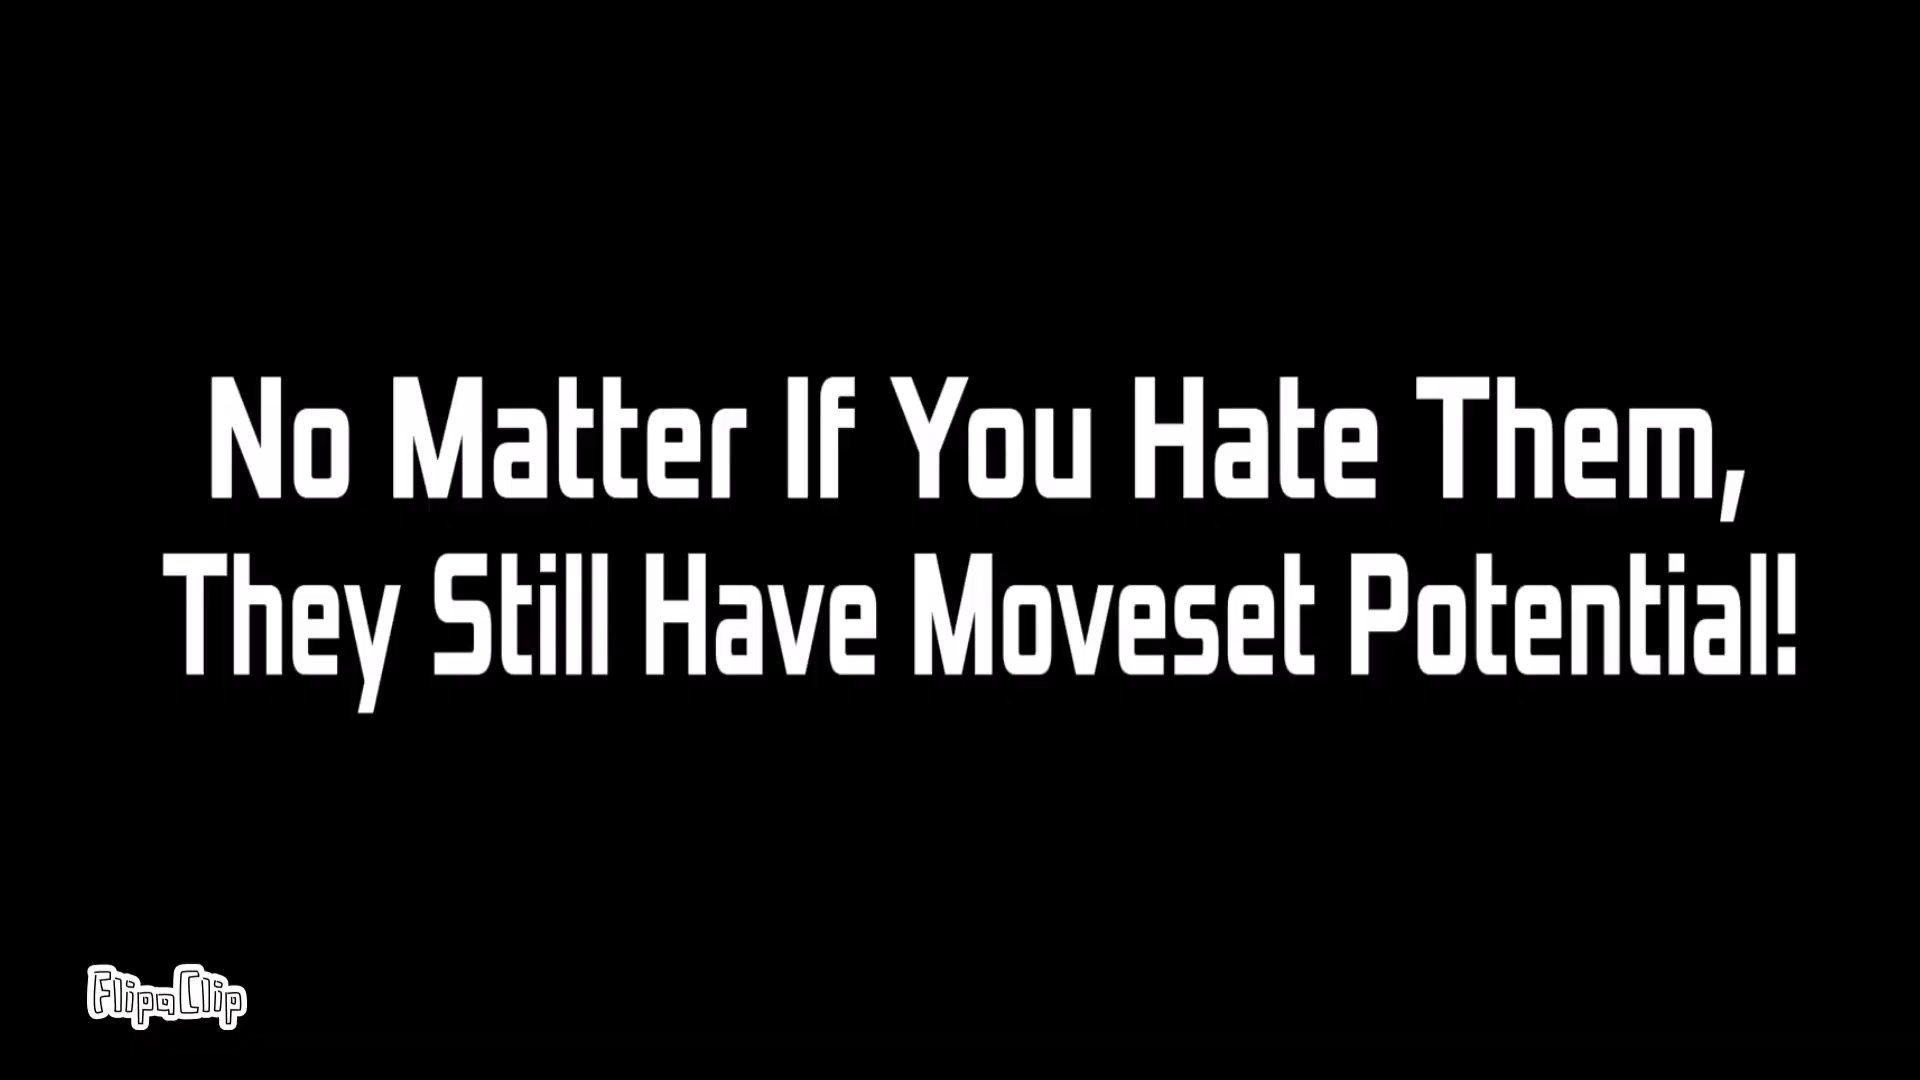 No Matter If You Hate Them,
They Still Have Moveset Potential!
FlipaClip